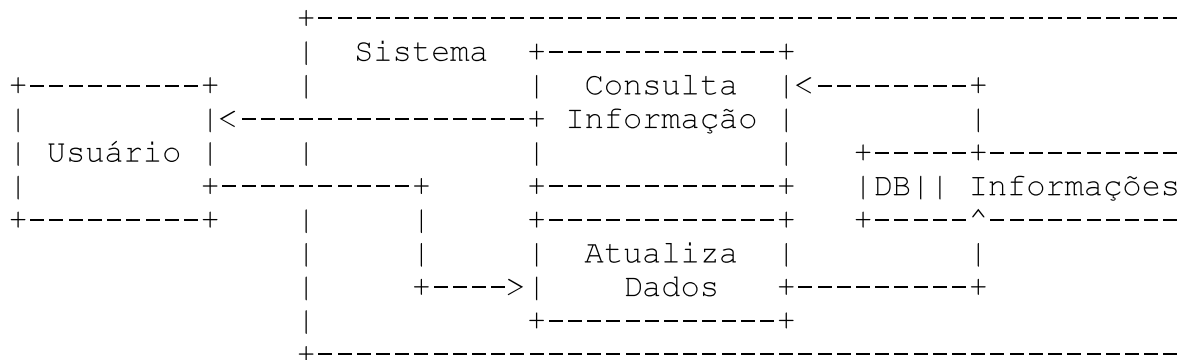 Sistema
Consulta
Informação
Usuário
DB|| Informações
Atualiza
Dados